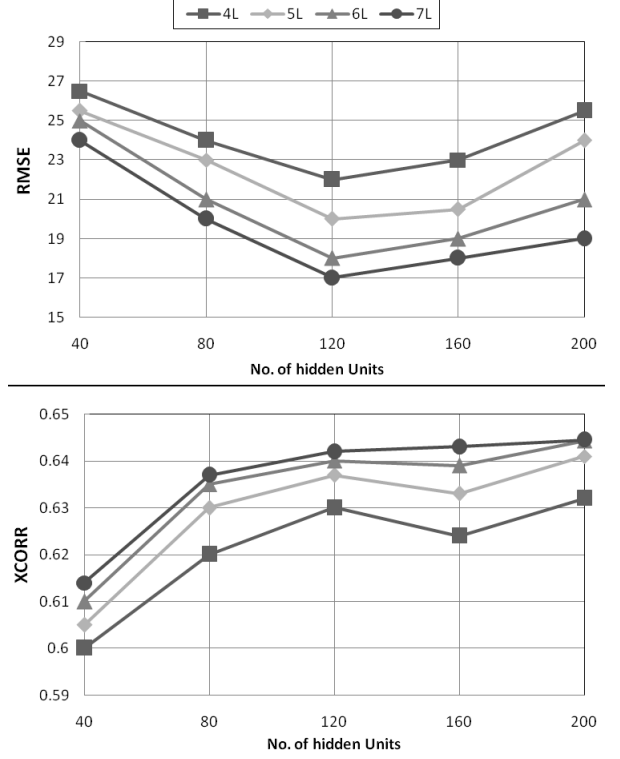 4L 5L 6L 7L
29
27
25
23
21
19
17
15
RMSE
40 80 120 160 200
No. of hidden Units
0.65
0.64
0.63
0.62
0.61
0.6
0.59
XCORR
40 80 120 160 200
No. of hidden Units